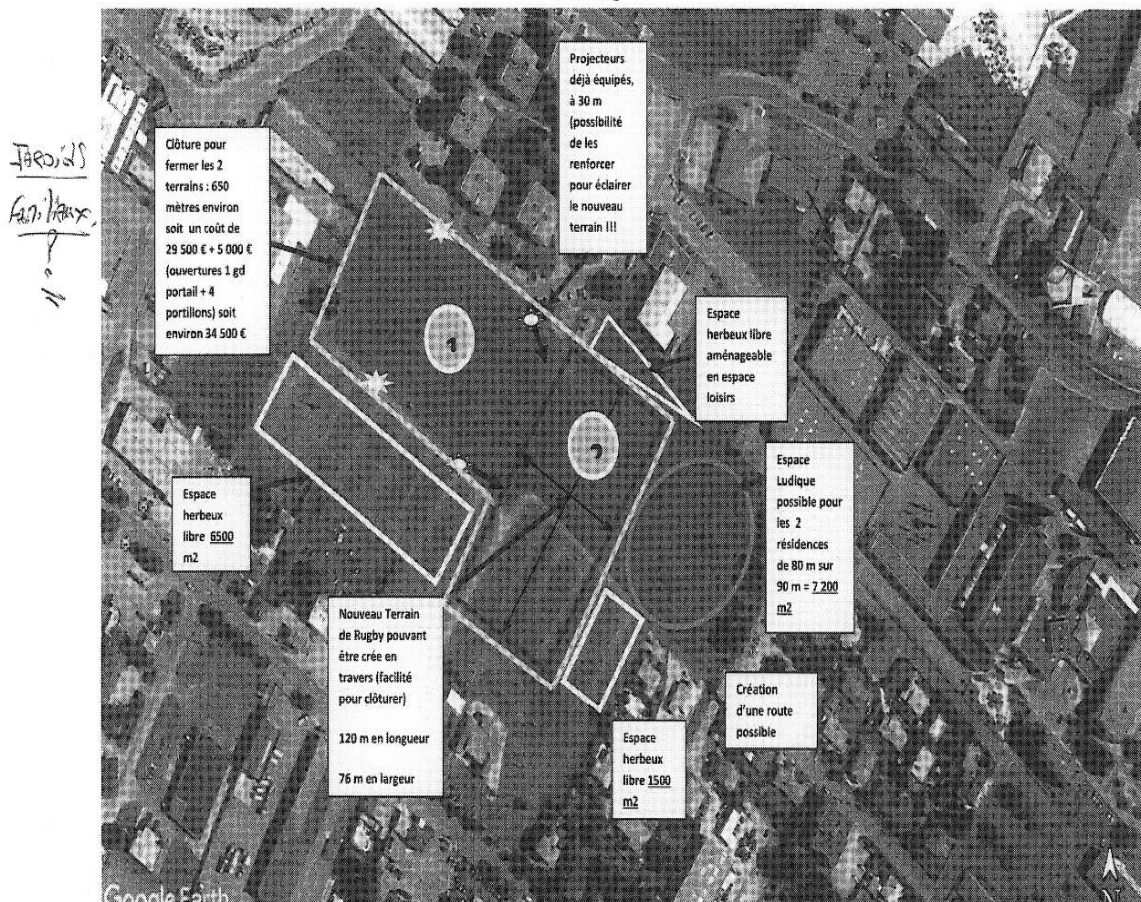 Projecteurs
déjà équipés,
à 30 m
(possibilité
de les
renforcer
pour éclairer
le nouveau
terrain !!!
Clôture pour
fermer les 2
terrains : 650
mètres environ
soit un coût de
29 500 € + 5 000 €
(ouvertures 1 gd
portail + 4
portillons) soit
environ 34 500 €
Familiaux
?
1
2
Espace
herbeux libre
aménageable
en espace
loisirs
Espace
Ludique
possible pour
les 2
résidences
de 80 m sur
90 m = 7 200
m2
Espace
herbeux
libre 6500
m2
Nouveau Terrain
de Rugby pouvant
être crée en
travers (facilité
pour clôturer)
120 m en longueur
76 m en largeur
Création
d'une route
possible
Espace
herbeux
libre 1500
m2
Google Earth
N